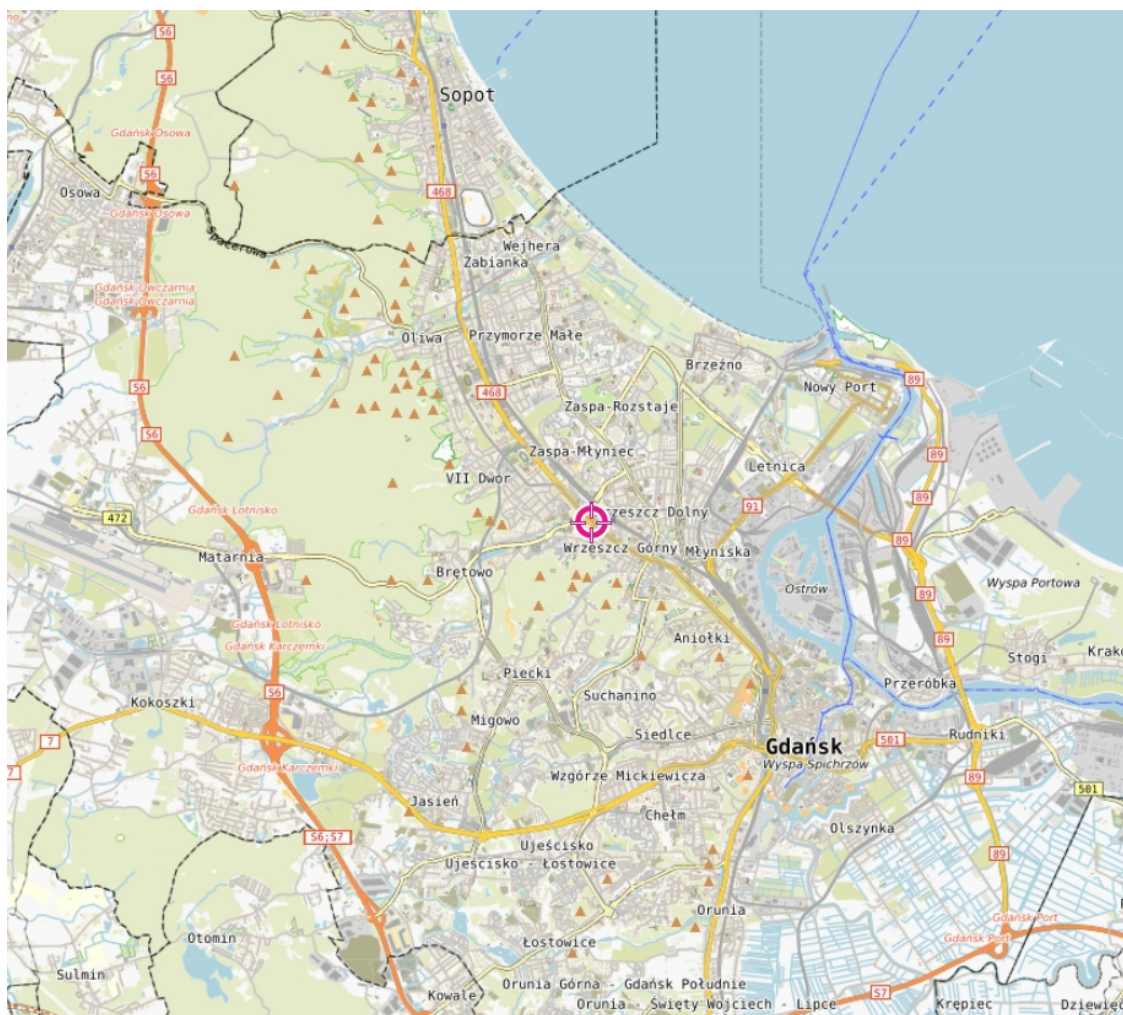 S6
Sopot
S6
Gdańsk Osowa
S6
Osowa
468
Gdańsk Osowa
Spacerowa
Wejhera
Żabianka
Gdańsk Owczarnia
Gdańsk Owczarnia
Oliwa
Przymorze Małe
Brzeźno
S6
Nowy Port
89
468
Zaspa-Rozstaje
S6
Zaspa-Młyniec
89
VII Dwór
Letnica
89
Gdańsk Lotnisko
91
472
rzeszcz Dolny
89
Matarnia
Wrzeszcz Górny
Młyniska
Brętowo
Ostrów
Wyspa Portowa
89
Gdańsk Lotnisko
Aniołki
89
Gdańsk Karczemki
Stogi
Krako
Piecki
Przeróbka
S6
Suchanino
Kokoszki
Migowo
Siedlce
Rudniki
7
Gdańsk
501
7
Gdańsk Karczemki
Wyspa Spichrzów
Wzgórze Mickiewicza
89
501
Jasień
Chełm
Olszynka
S6;S7
Ujeścisko
89
Ujeścisko - Łostowice
Orunia
Gdańsk Port
Otomin
Łostowice
Gdańsk Port
Sulmin
Orunia Górna - Gdańsk Południe
Kowale
S7
Orunia - Święty Wojciech - Lipce
Krępiec
Dziewięć